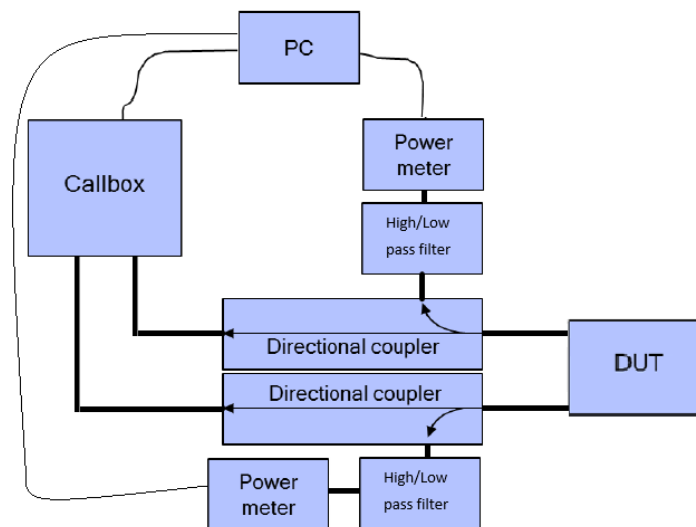 PC
Callbox
Power
meter
High/Low
pass filter
Directional coupler
DUT
Directional coupler
Power
meter
High/Low
pass filter